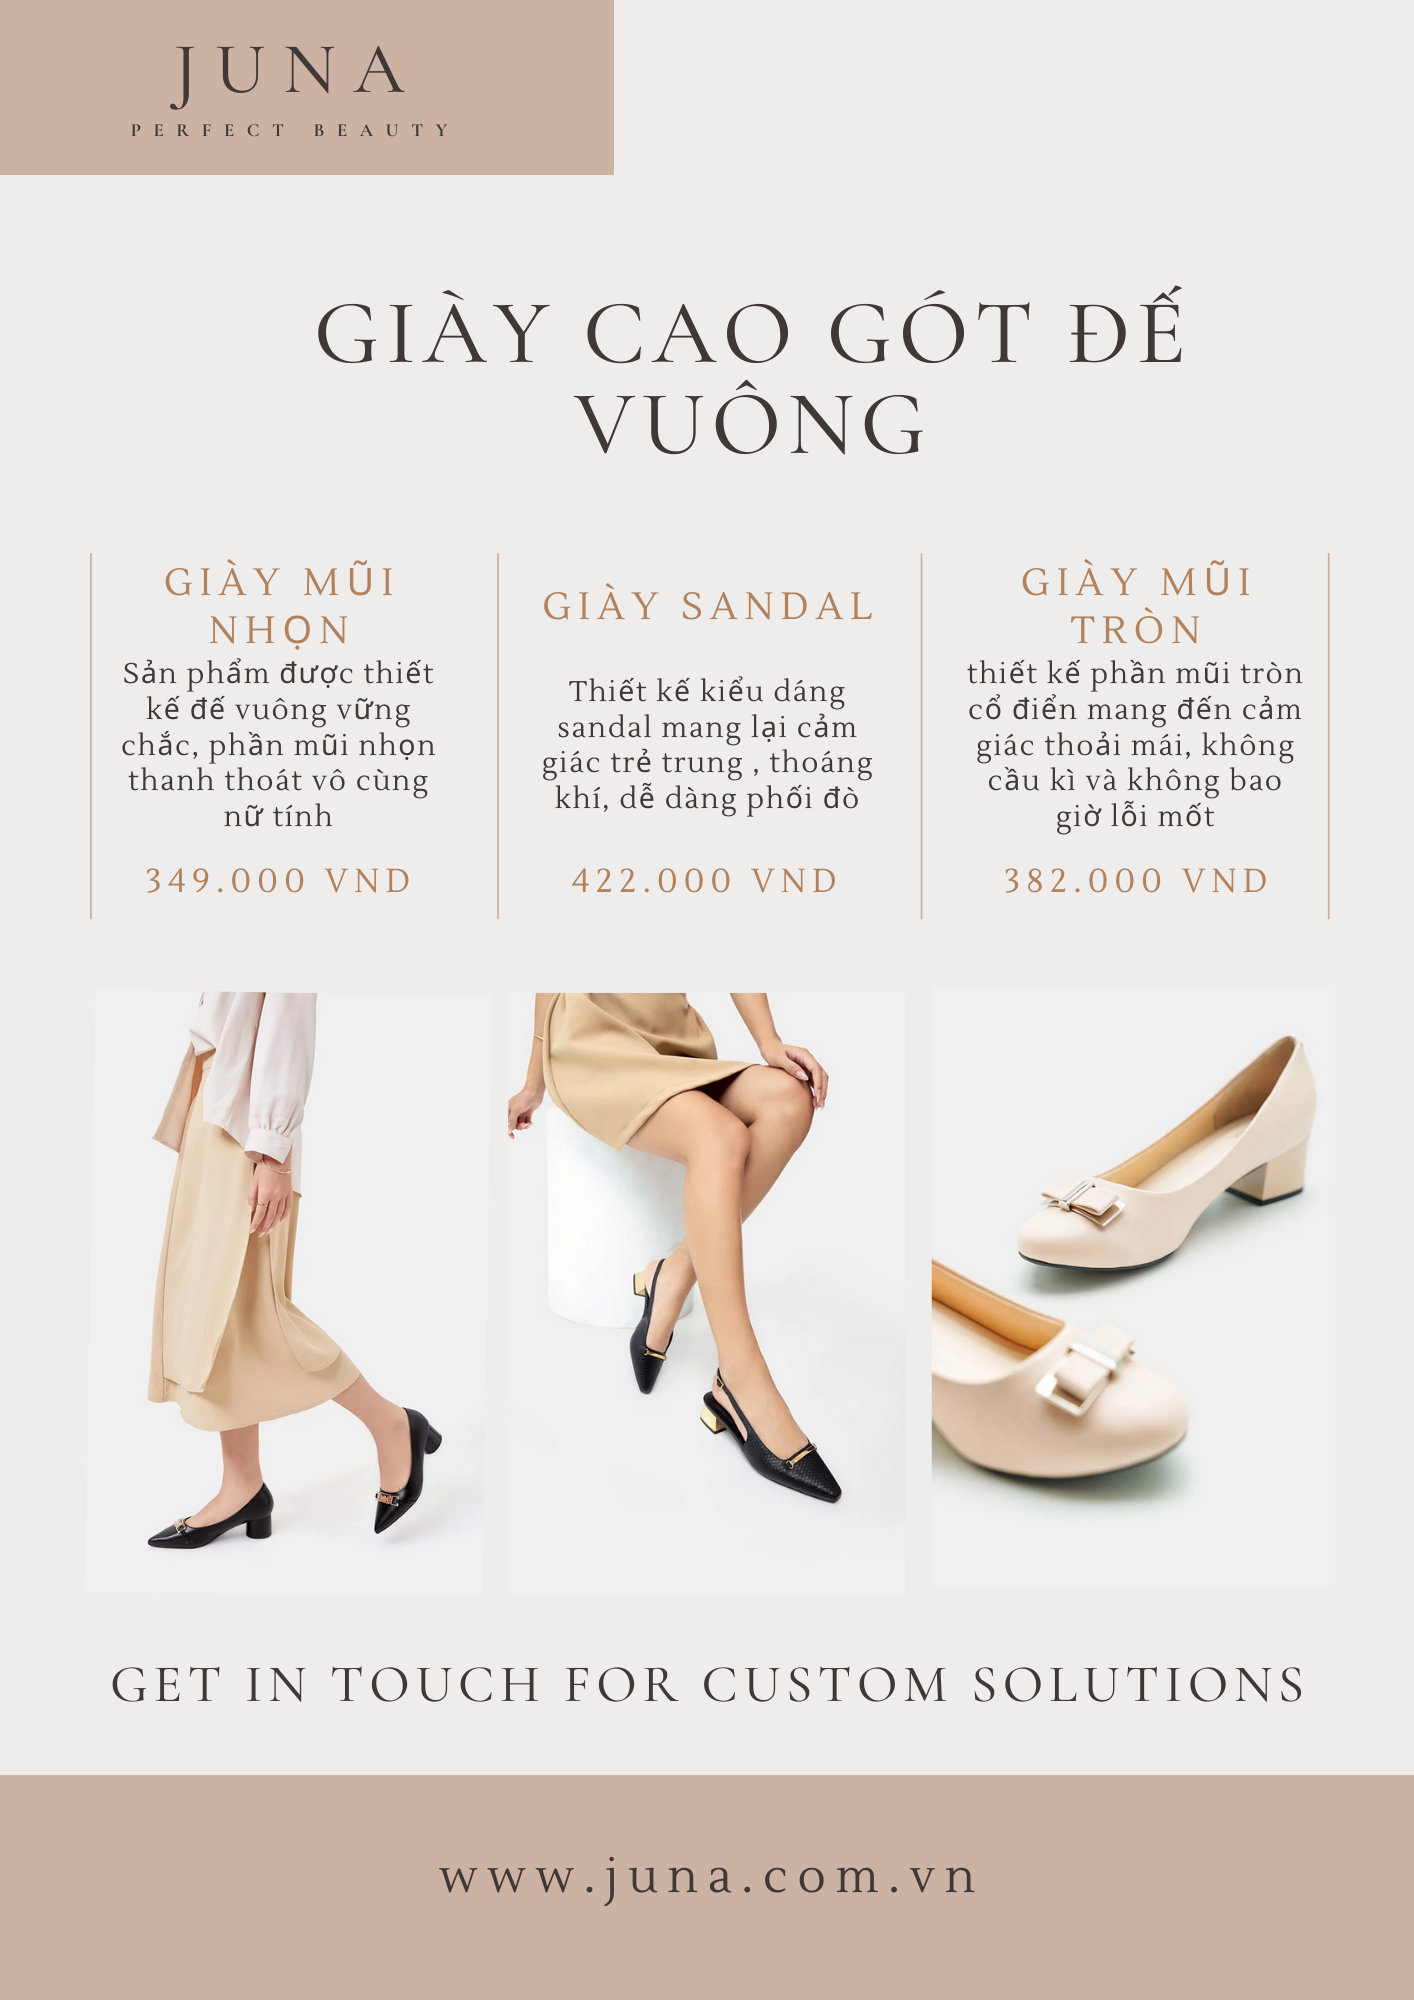 JUNA
PERFECT BEAUTY
GIÀY CAO GÓT ĐẾ
VUÔNG
GIÀY MŨI
NHỌN
Sản phẩm được thiết
kế đế vuông vững
chắc, phần mũi nhọn
thanh thoát vô cùng
nữ tính
349.000 VND
GIÀY SANDAL
Thiết kế kiểu dáng
sandal mang lại cảm
giác trẻ trung , thoáng
khí, dễ dàng phối đò
422.000 VND
GIÀY MŨI
TRÒN
thiết kế phần mũi tròn
cổ điển mang đến cảm
giác thoải mái, không
cầu kì và không bao
giờ lỗi mốt
382.000 VND
GET IN TOUCH FOR CUSTOM SOLUTIONS
www.juna.com.vn